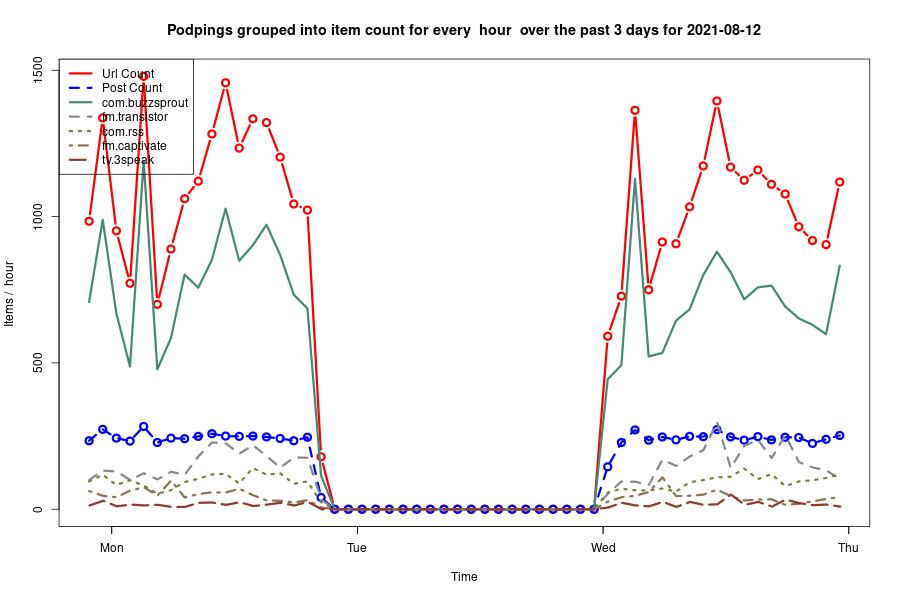 Podpings grouped into item count for every  hour  over the past 3 days for 2021-08-12
Url Count
Post Count
com.buzzsprout
fm.transistor
com.rss
fm.captivate
tv.3speak
Items /  hour
1500
1000
500
0
Mon
Tue
Wed
Thu
Time